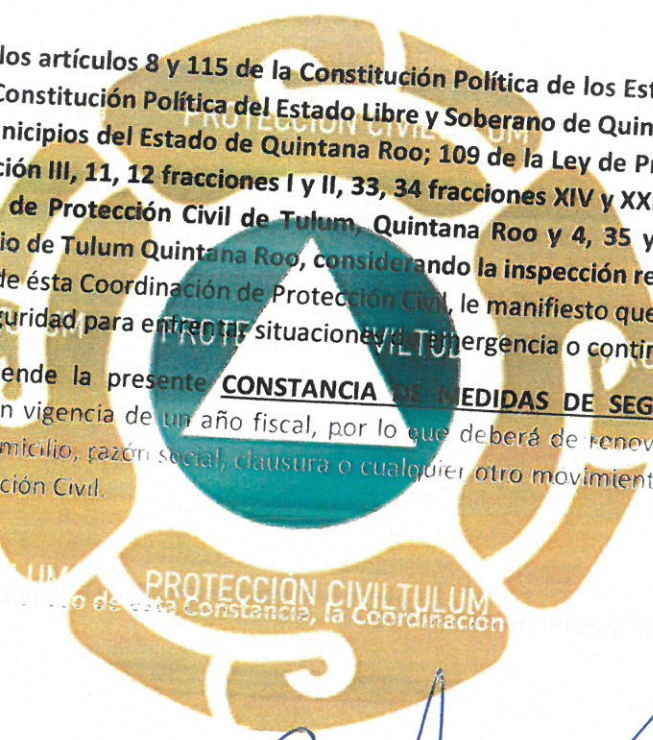 los artículos 8 y 115 de la Constitución Política de los Est
Constitución Política del Estado Libre y Soberano de Quin
nicipios del Estado de Quintana Roo; 109 de la Ley de Pr
ción III, 11, 12 fracciones I y II, 33, 34 fracciones XIV y XXI
de Protección Civil de Tulum, Quintana Roo y 4, 35 y
io de Tulum Quintana Roo, considerando la inspección re
de ésta Coordinación de Protección Civil, le manifiesto que
guridad para enfrentar situaciones de emergencia o contin
iende la presente CONSTANCIA DE MEDIDAS DE SEG
n vigencia de un año fiscal, por lo que deberá de renov
micilio, razón social, clausura o cualquier otro movimient
ción Civil.
PROTECCIÓN CIVIL TULUM
o de esta Constancia, la Coordinación